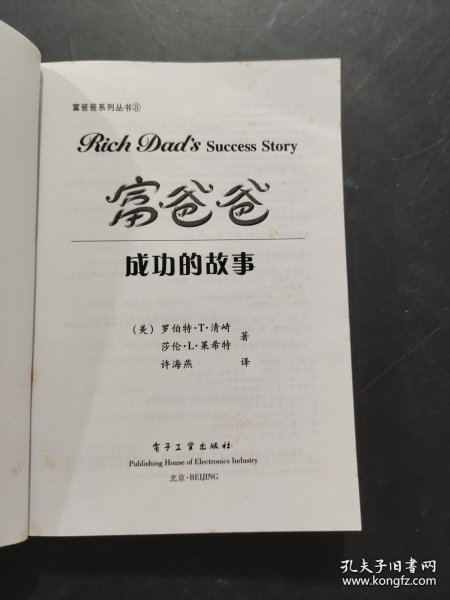 富爸爸系列丛书⑬
Rich Dad's Success Story
富爸爸
成功的故事
(美) 罗伯特·T·清崎
莎伦·L·莱希特 著
许海燕 译
电子工业出版社
Publishing House of Electronics Industry
北京·BEIJING
孔夫子旧书网
www.kongfz.com